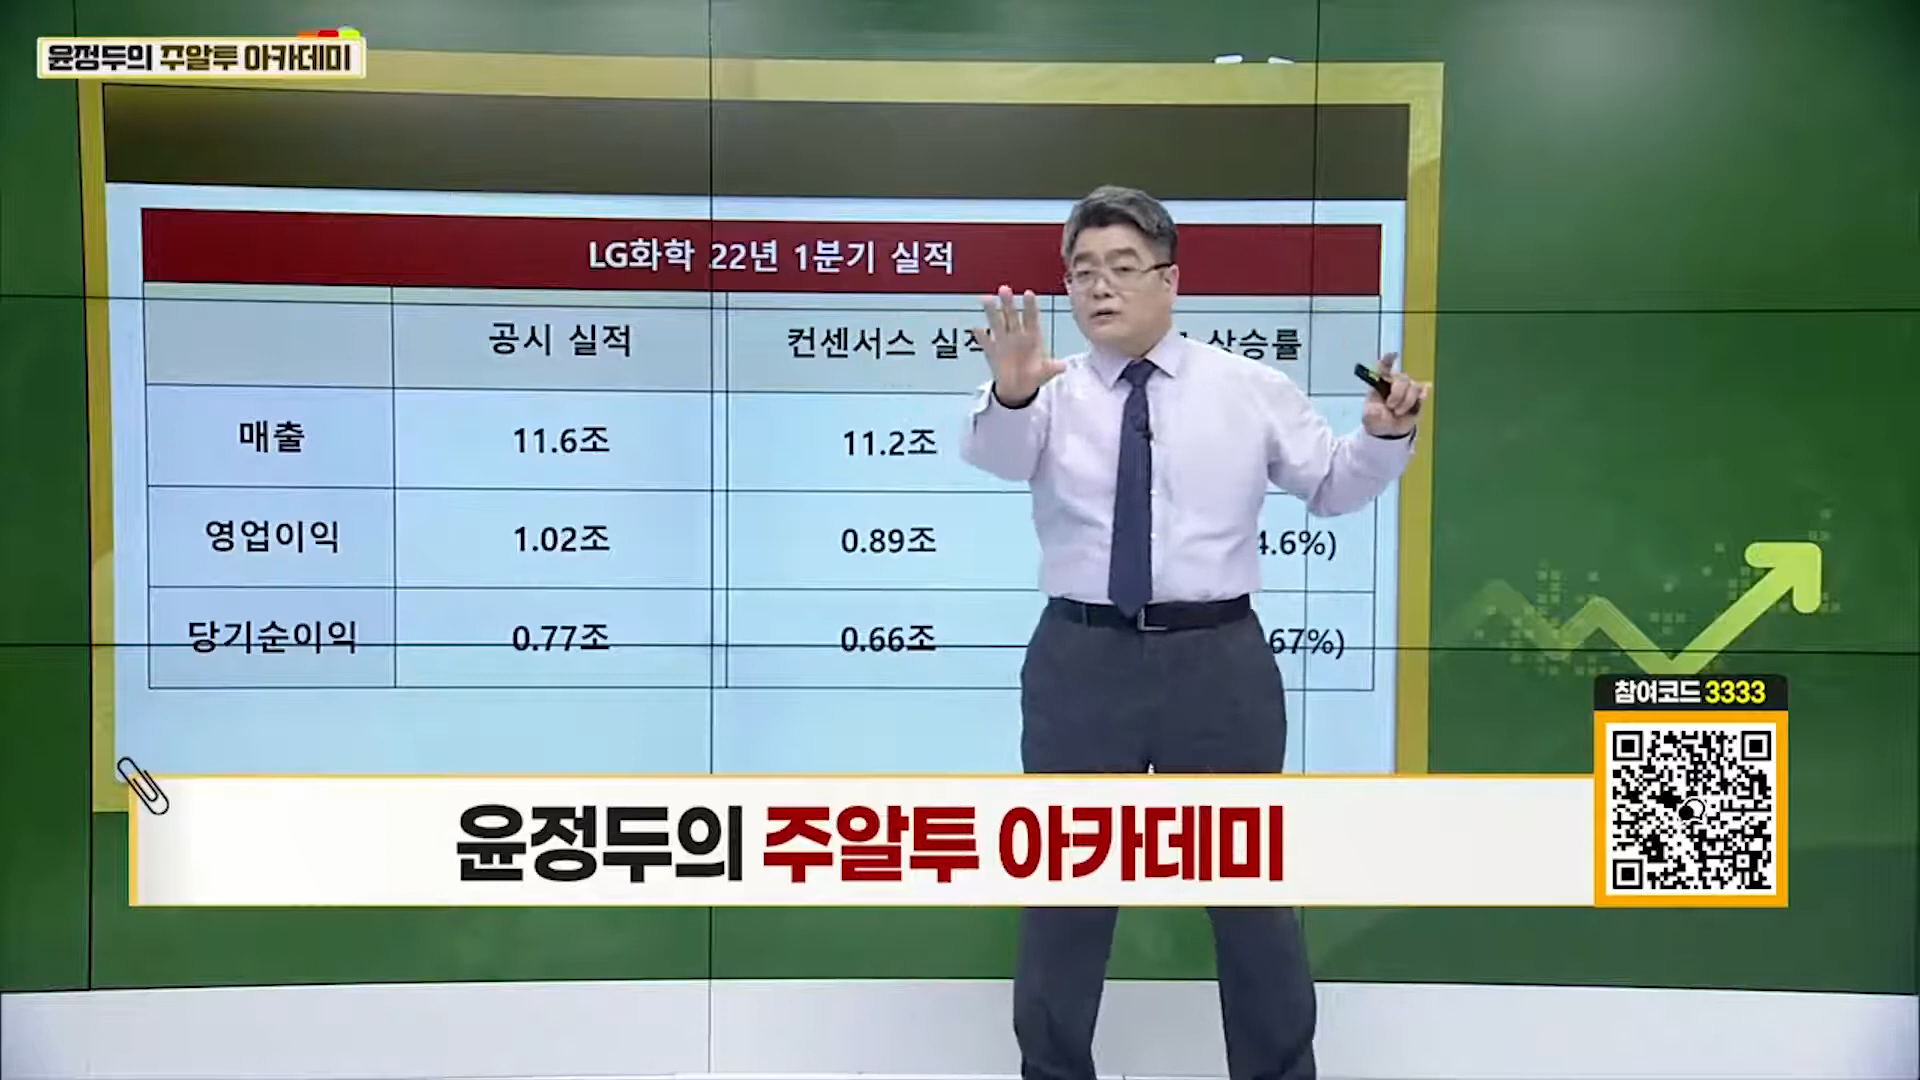 윤정두의 주알투 아카데미
LG화학 22년 1분기 실적
공시 실적 컨센서스 상승률
매출 11.6조 11.2조
영업이익 1.02조 0.89조 4.6%)
당기순이익 0.77조 0.66조 67%)
참여코드 3333
윤정두의 주알투 아카데미